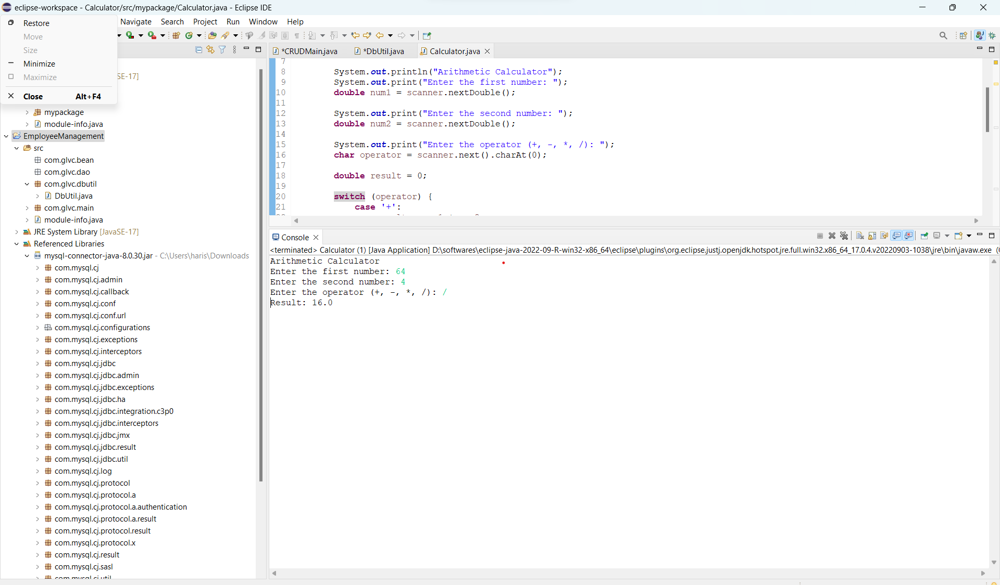 eclipse-workspace - Calculator/src/mypackage/Calculator.java - Eclipse IDE
Navigate Search Project Run Window Help
Restore
Move
Size
Minimize
Maximize
Close Alt+F4
SE-17]
mypackage
module-info.java
EmployeeManagement
src
com.glvc.bean
com.glvc.dao
com.glvc.dbutil
DbUtil.java
com.glvc.main
module-info.java
JRE System Library [JavaSE-17]
Referenced Libraries
mysql-connector-java-8.0.30.jar - C:\Users\haris\Downloads
com.mysql.cj
com.mysql.cj.admin
com.mysql.cj.callback
com.mysql.cj.conf
com.mysql.cj.conf.url
com.mysql.cj.configurations
com.mysql.cj.exceptions
com.mysql.cj.interceptors
com.mysql.cj.jdbc
com.mysql.cj.jdbc.admin
com.mysql.cj.jdbc.exceptions
com.mysql.cj.jdbc.ha
com.mysql.cj.jdbc.integration.c3p0
com.mysql.cj.jdbc.interceptors
com.mysql.cj.jdbc.jmx
com.mysql.cj.jdbc.result
com.mysql.cj.jdbc.util
com.mysql.cj.log
com.mysql.cj.protocol
com.mysql.cj.protocol.a
com.mysql.cj.protocol.a.authentication
com.mysql.cj.protocol.a.result
com.mysql.cj.protocol.result
com.mysql.cj.protocol.x
com.mysql.cj.result
com.mysql.cj.sasl
com.mysql.cj.util
*CRUDMain.java *DbUtil.java Calculator.java
7
8 System.out.println("Arithmetic Calculator");
9 System.out.print("Enter the first number: ");
10 double num1 = scanner.nextDouble();
11
12 System.out.print("Enter the second number: ");
13 double num2 = scanner.nextDouble();
14
15 System.out.print("Enter the operator (+, -, *, /): ");
16 char operator = scanner.next().charAt(0);
17
18 double result = 0;
19
20 switch (operator) {
21 case '+':
Console
<terminated> Calculator (1) [Java Application] D:\softwares\eclipse-java-2022-09-R-win32-x86_64\eclipse\plugins\org.eclipse.justj.openjdk.hotspot.jre.full.win32.x86_64_17.0.4.v20220903-1038\jre\bin\javaw.exe
Arithmetic Calculator
Enter the first number: 64
Enter the second number: 4
Enter the operator (+, -, *, /): /
Result: 16.0